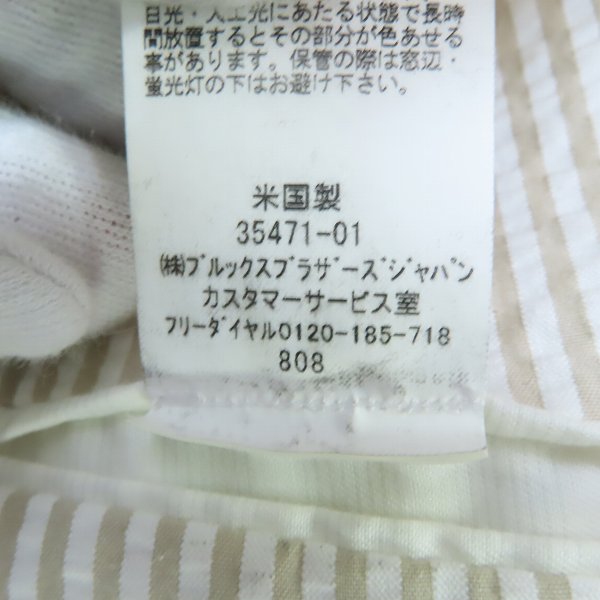 日光・人工光にあたる状態で長時
間放置するとその部分が色あせる
事があります。保管の際は窓辺・
蛍光灯の下はお避け下さい。
米国製
35471-01
㈱ブルックスブラザーズジャパン
カスタマーサービス室
フリーダイヤル0120-185-718
808